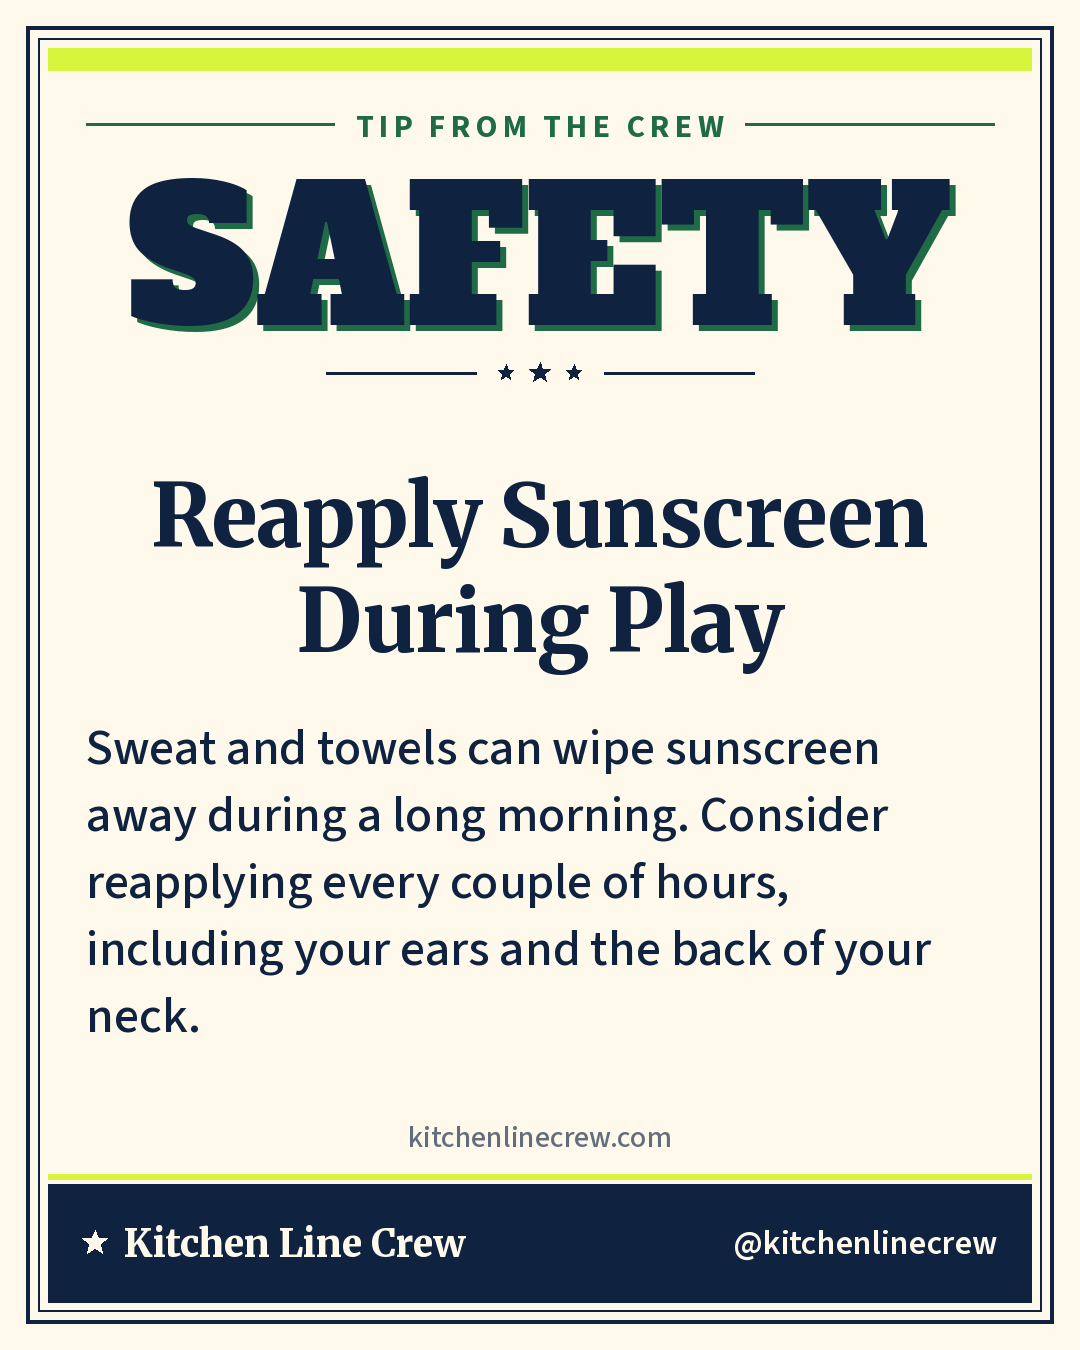 TIP FROM THE CREW
SAFETY
Reapply Sunscreen
During Play
Sweat and towels can wipe sunscreen
away during a long morning. Consider
reapplying every couple of hours,
including your ears and the back of your
neck.
kitchenlinecrew.com
Kitchen Line Crew
@kitchenlinecrew